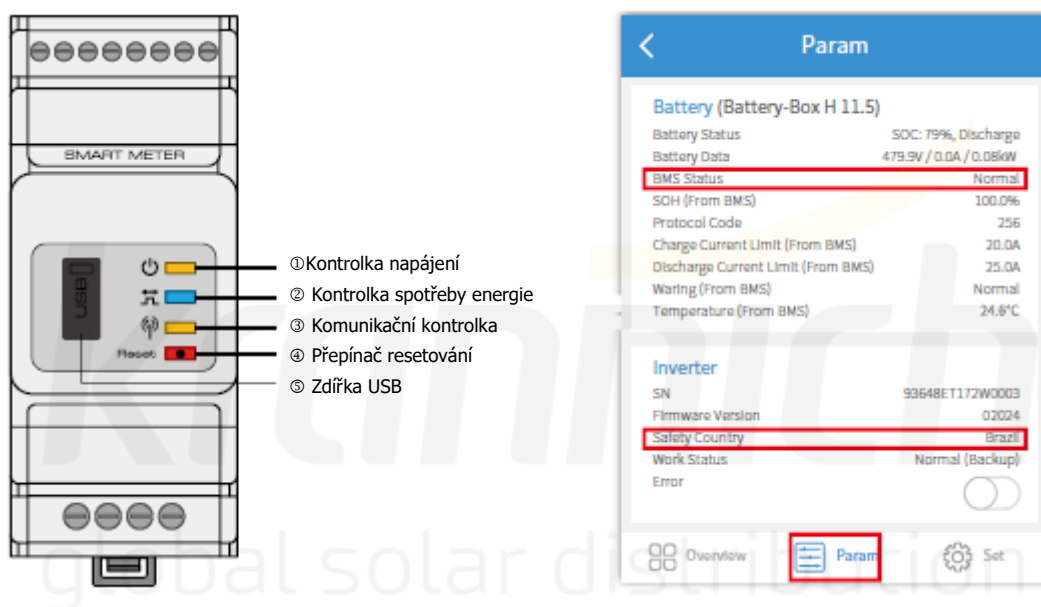 SMART METER
USB
Reset
①Kontrolka napájení
② Kontrolka spotřeby energie
③ Komunikační kontrolka
④ Přepínač resetování
⑤ Zdířka USB
Param
Battery (Battery-Box H 11.5)
Battery Status SOC: 79%, Discharge
Battery Data 479.9V / 0.0A / 0.08kW
BMS Status Normal
SOH (From BMS) 100.0%
Protocol Code 256
Charge Current Limit (From BMS) 20.0A
Discharge Current Limit (From BMS) 25.0A
Waring (From BMS) Normal
Temperature (From BMS) 24.6°C
Inverter
SN 93648ET172W0003
Firmware Version 02024
Safety Country Brazil
Work Status Normal (Backup)
Error
Overview Param Set
krannich
global solar distribution